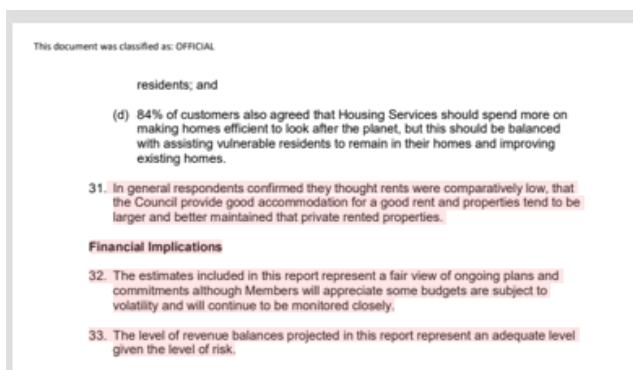 This document was classified as: OFFICIAL
residents; and
(d) 84% of customers also agreed that Housing Services should spend more on
making homes efficient to look after the planet, but this should be balanced
with assisting vulnerable residents to remain in their homes and improving
existing homes.
31. In general respondents confirmed they thought rents were comparatively low, that
the Council provide good accommodation for a good rent and properties tend to be
larger and better maintained that private rented properties.
Financial Implications
32. The estimates included in this report represent a fair view of ongoing plans and
commitments although Members will appreciate some budgets are subject to
volatility and will continue to be monitored closely.
33. The level of revenue balances projected in this report represent an adequate level
given the level of risk.